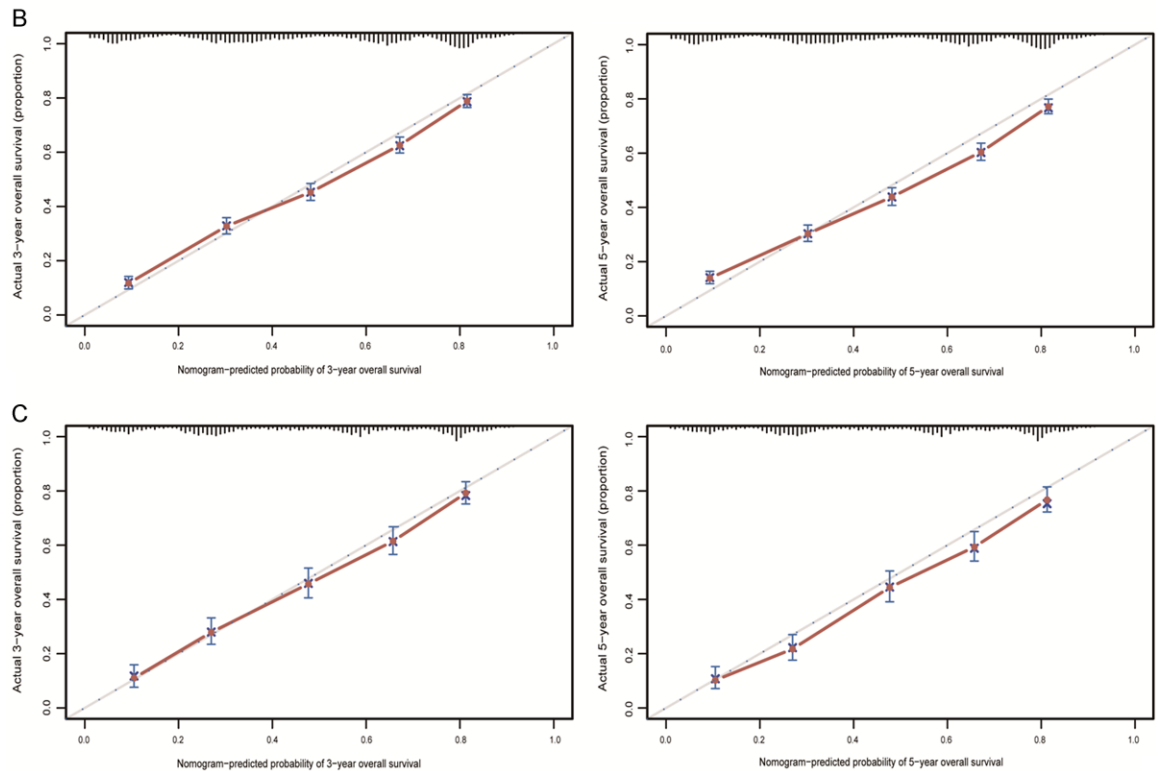 B
Actual 3-year overall survival (proportion)
1.0
0.8
0.6
0.4
0.2
0.0
0.0 0.2 0.4 0.6 0.8 1.0
Nomogram-predicted probability of 3-year overall survival
Actual 5-year overall survival (proportion)
1.0
0.8
0.6
0.4
0.2
0.0
0.0 0.2 0.4 0.6 0.8 1.0
Nomogram-predicted probability of 5-year overall survival
C
Actual 3-year overall survival (proportion)
1.0
0.8
0.6
0.4
0.2
0.0
0.0 0.2 0.4 0.6 0.8 1.0
Nomogram-predicted probability of 3-year overall survival
Actual 5-year overall survival (proportion)
1.0
0.8
0.6
0.4
0.2
0.0
0.0 0.2 0.4 0.6 0.8 1.0
Nomogram-predicted probability of 5-year overall survival